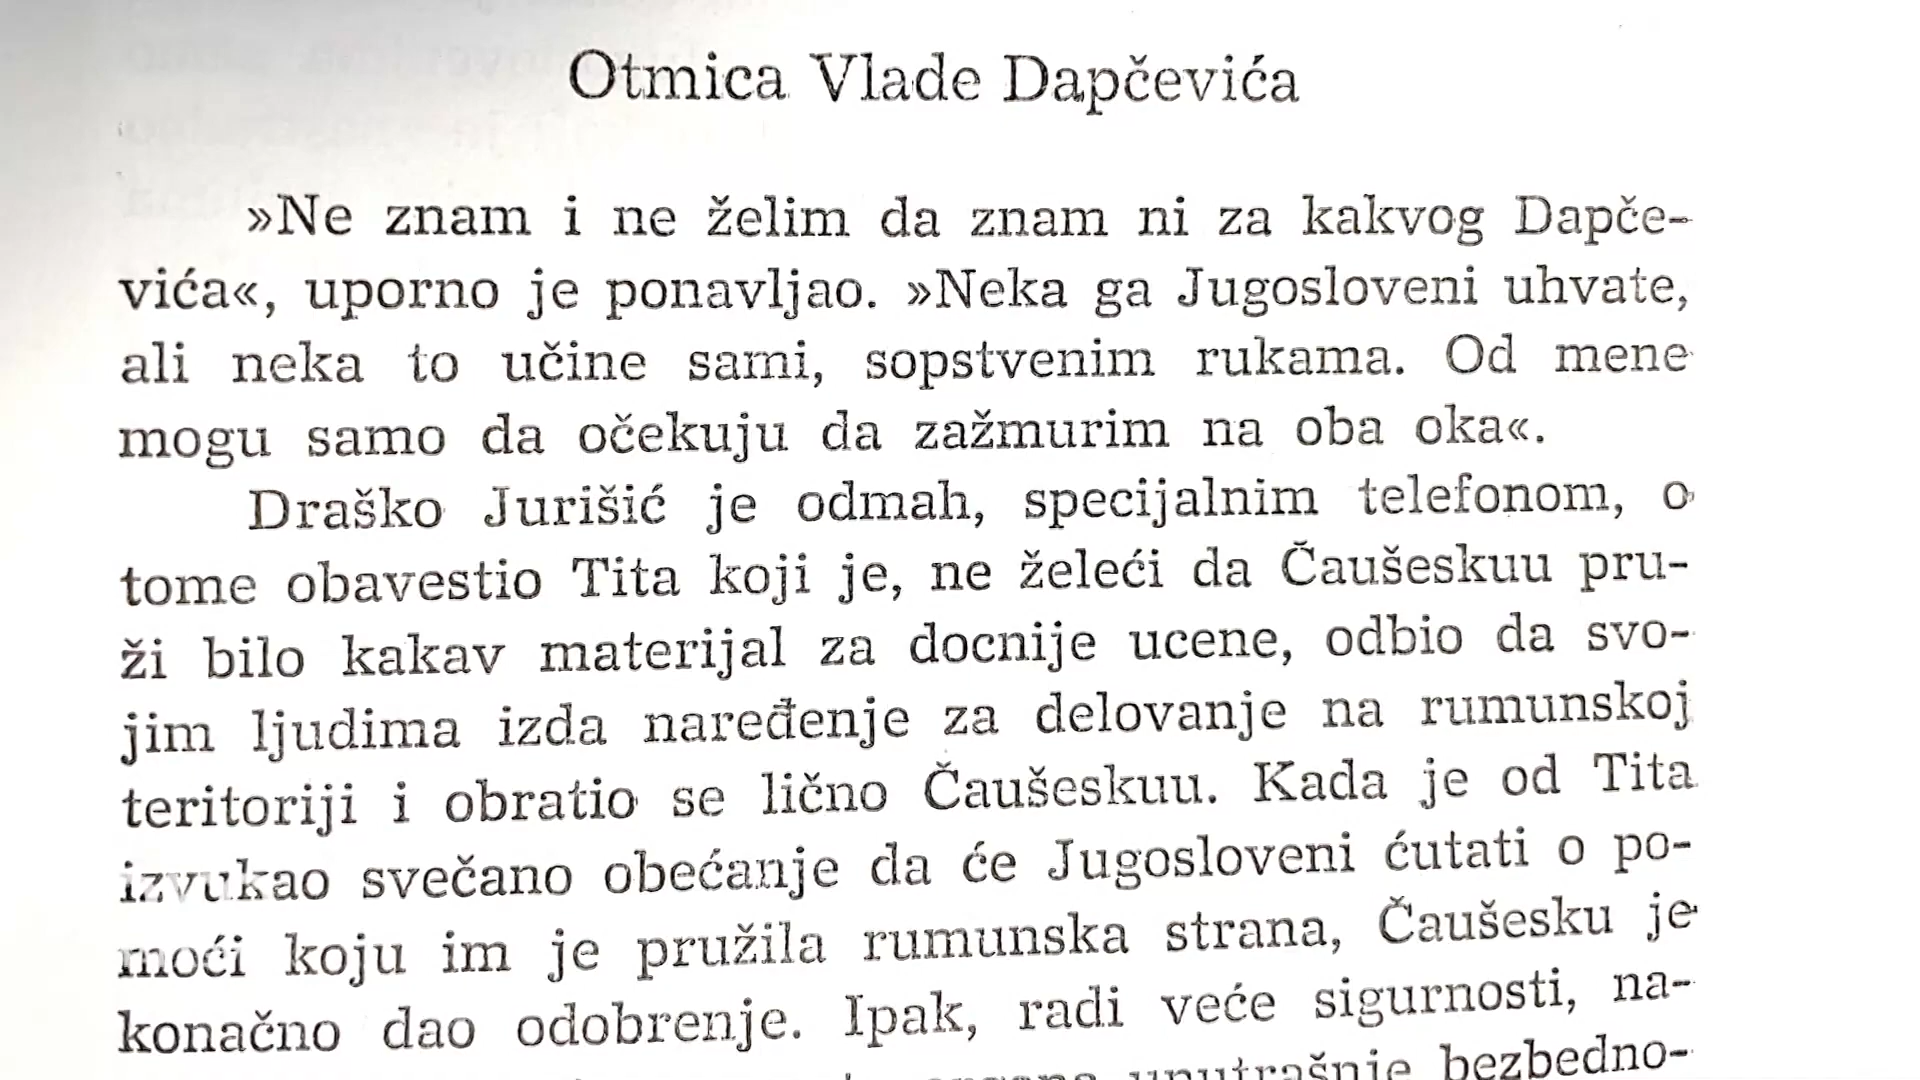 Otmica Vlade Dapčevića
»Ne znam i ne želim da znam ni za kakvog Dapče-
vića«, uporno je ponavljao. »Neka ga Jugosloveni uhvate,
ali neka to učine sami, sopstvenim rukama. Od mene
mogu samo da očekuju da zažmurim na oba oka«.
Draško Jurišić je odmah, specijalnim telefonom, o
tome obavestio Tita koji je, ne želeći da Čaušeskuu pru-
ži bilo kakav materijal za docnije ucene, odbio da svo-
jim ljudima izda naređenje za delovanje na rumunskoj
teritoriji i obratio se lično Čaušeskuu. Kada je od Tita
izvukao svečano obećanje da će Jugosloveni ćutati o po-
moći koju im je pružila rumunska strana, Čaušesku je
konačno dao odobrenje. Ipak, radi veće sigurnosti, na-
unutrašnje bezbedno-